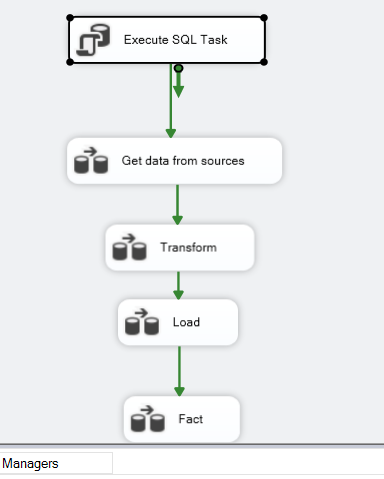 Execute SQL Task
Get data from sources
Transform
Load
Fact
Managers